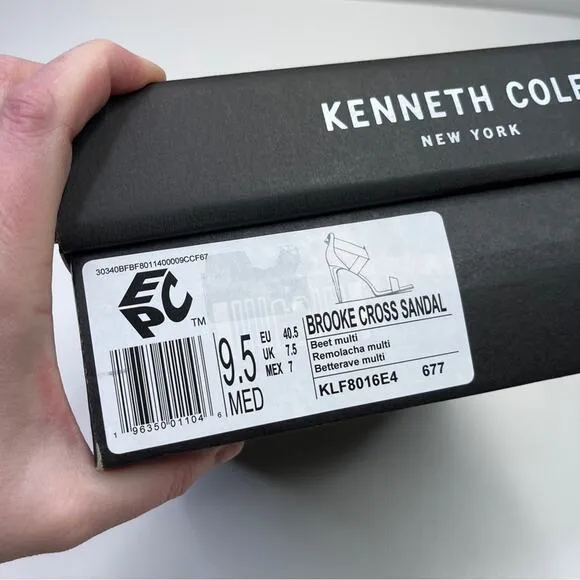 KENNETH COLE
NEW YORK
30340BFBF8011400009CCF67
EPC TM
9.5
MED
EU 40.5
UK 7.5
MEX 7
BROOKE CROSS SANDAL
Beet multi
Remolacha multi
Betterave multi
KLF8016E4 677
1 96350 01104 6